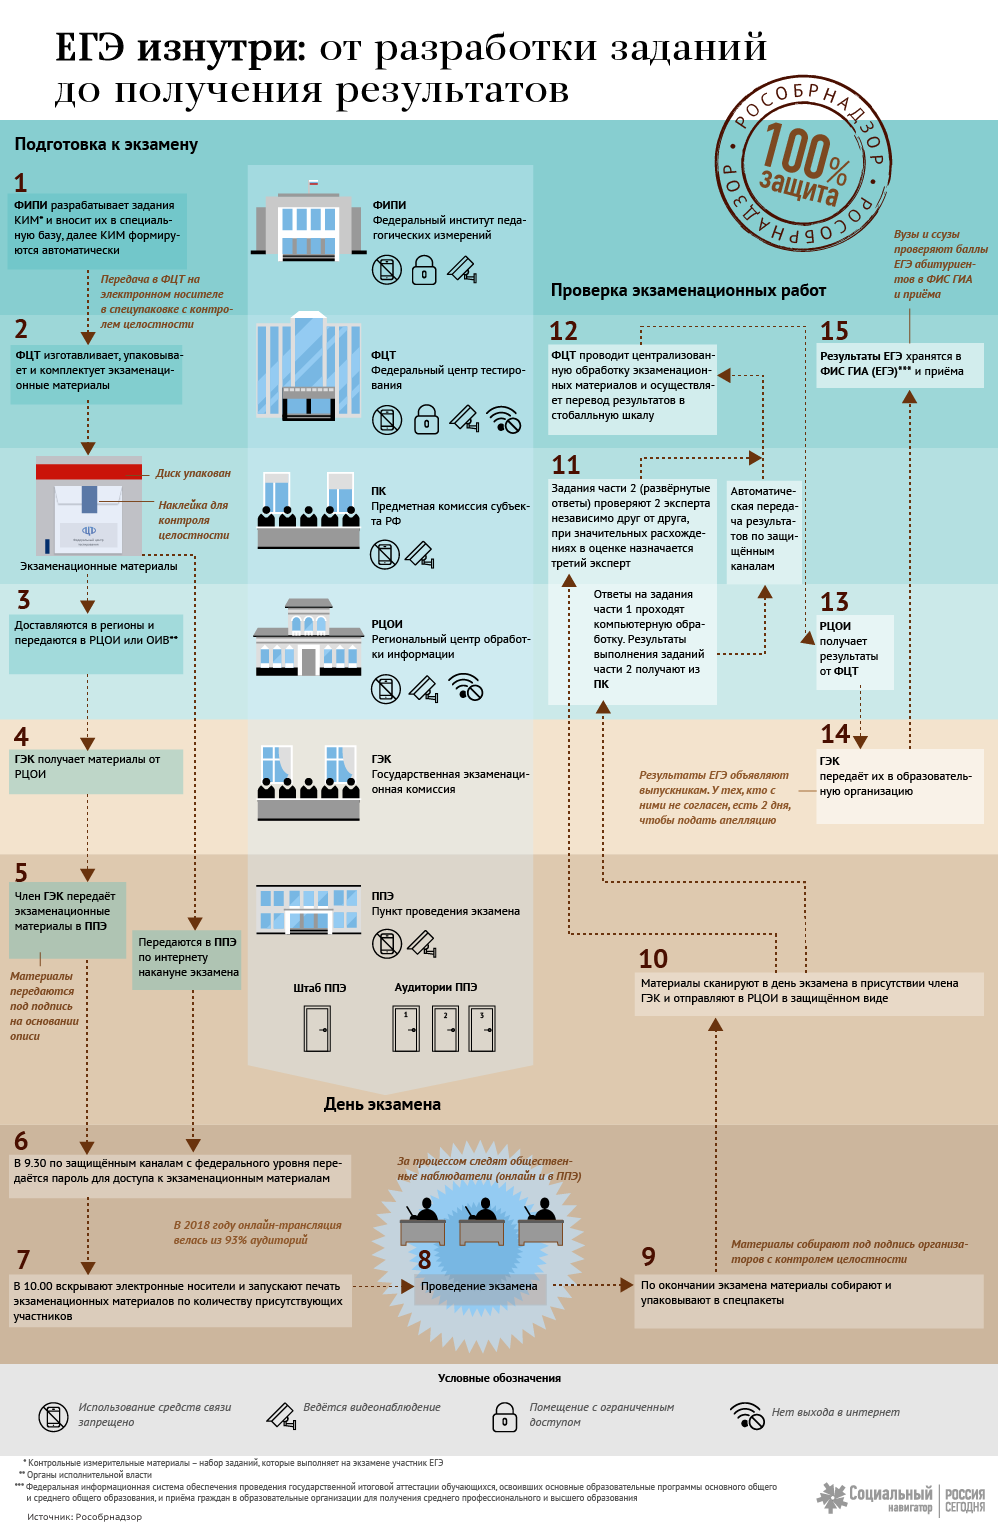 ЕГЭ изнутри: от разработки заданий
до получения результатов
РОСОБРНАДЗОР • РОСОБРНАДЗОР •
100%
защита
Подготовка к экзамену
1
ФИПИ разрабатывает задания
КИМ* и вносит их в специаль-
ную базу, далее КИМ формиру-
ются автоматически
Передача в ФЦТ на
электронном носителе
в спецупаковке с контро-
лем целостности
2
ФЦТ изготавливает, упаковыва-
ет и комплектует экзаменаци-
онные материалы
Диск упакован
Наклейка для
контроля
целостности
ФЦТ
Экзаменационные материалы
3
Доставляются в регионы и
передаются в РЦОИ или ОИВ**
4
ГЭК получает материалы от
РЦОИ
5
Член ГЭК передаёт
экзаменационные
материалы в ППЭ
Материалы
передаются
под подпись
на основании
описи
Передаются в ППЭ
по интернету
накануне экзамена
ФИПИ
Федеральный институт педа-
гогических измерений
ФЦТ
Федеральный центр тестиро-
вания
ПК
Предметная комиссия субъек-
та РФ
РЦОИ
Региональный центр обработ-
ки информации
ГЭК
Государственная экзаменаци-
онная комиссия
ППЭ
Пункт проведения экзамена
Штаб ППЭ
Аудитории ППЭ
1
2
3
День экзамена
6
В 9.30 по защищённым каналам с федерального уровня пере-
даётся пароль для доступа к экзаменационным материалам
В 2018 году онлайн-трансляция
велась из 93% аудиторий
7
В 10.00 вскрывают электронные носители и запускают печать
экзаменационных материалов по количеству присутствующих
участников
За процессом следят обществен-
ные наблюдатели (онлайн и в ППЭ)
8
Проведение экзамена
9
Материалы собирают под подпись организа-
торов с контролем целостности
По окончании экзамена материалы собирают и
упаковывают в спецпакеты
10
Материалы сканируют в день экзамена в присутствии члена
ГЭК и отправляют в РЦОИ в защищённом виде
Проверка экзаменационных работ
11
Задания части 2 (развёрнутые
ответы) проверяют 2 эксперта
независимо друг от друга,
при значительных расхожде-
ниях в оценке назначается
третий эксперт
Ответы на задания
части 1 проходят
компьютерную обра-
ботку. Результаты
выполнения заданий
части 2 получают из
ПК
Автоматиче-
ская переда-
ча результа-
тов по защи-
щённым
каналам
12
ФЦТ проводит централизован-
ную обработку экзаменацион-
ных материалов и осуществля-
ет перевод результатов в
стобалльную шкалу
13
РЦОИ
получает
результаты
от ФЦТ
14
ГЭК
передаёт их в образователь-
ную организацию
Результаты ЕГЭ объявляют
выпускникам. У тех, кто с
ними не согласен, есть 2 дня,
чтобы подать апелляцию
15
Результаты ЕГЭ хранятся в
ФИС ГИА (ЕГЭ)*** и приёма
Вузы и ссузы
проверяют баллы
ЕГЭ абитуриен-
тов в ФИС ГИА
и приёма
Условные обозначения
Использование средств связи
запрещено
Ведётся видеонаблюдение
Помещение с ограниченным
доступом
Нет выхода в интернет
* Контрольные измерительные материалы – набор заданий, которые выполняет на экзамене участник ЕГЭ
** Органы исполнительной власти
*** Федеральная информационная система обеспечения проведения государственной итоговой аттестации обучающихся, освоивших основные образовательные программы основного общего
и среднего общего образования, и приёма граждан в образовательные организации для получения среднего профессионального и высшего образования
Источник: Рособрнадзор
Социальный
навигатор
РОССИЯ
СЕГОДНЯ